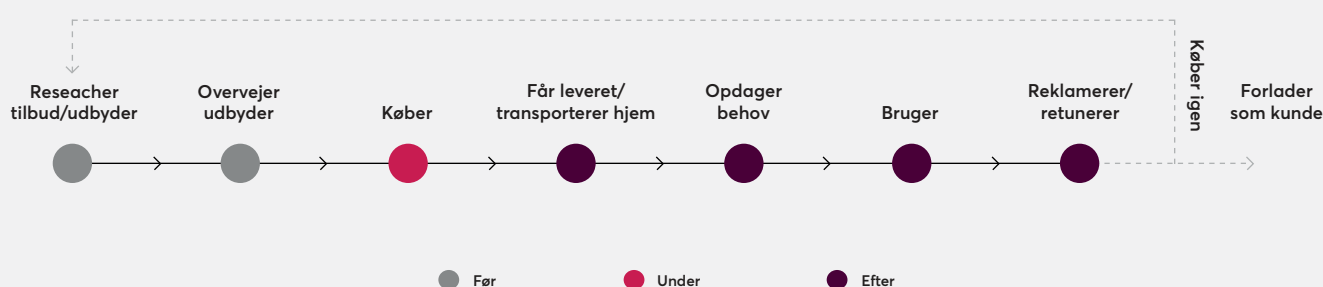 Reseacher
tilbud/udbyder
Overvejer
udbyder
Køber
Får leveret/
transporterer hjem
Opdager
behov
Bruger
Reklamerer/
retunerer
Køber igen
Forlader
som kunde
Før
Under
Efter